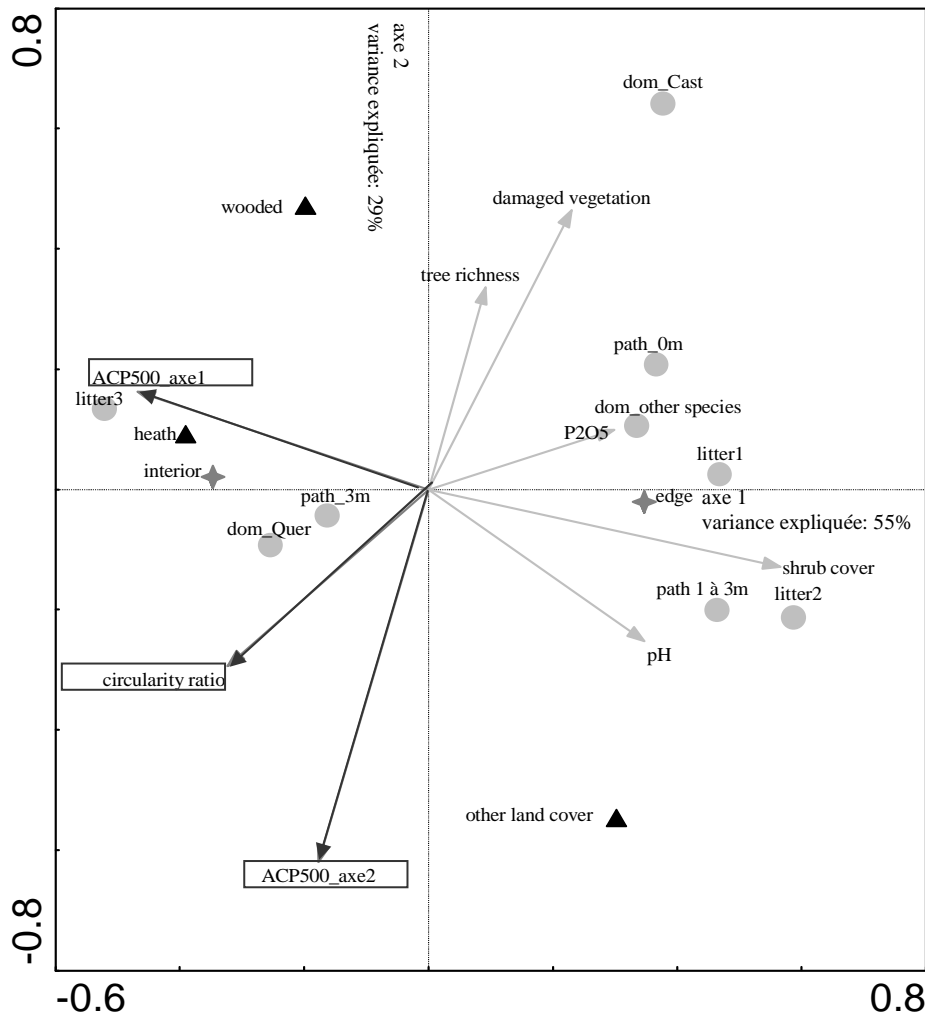 0.8
axe 2
variance expliquée: 29%
dom_Cast
damaged vegetation
wooded
tree richness
path_0m
ACP500_axe1
litter3
dom_other species
heath
P2O5
litter1
interior
path_3m
edge
axe 1
variance expliquée: 55%
dom_Quer
shrub cover
path 1 à 3m
litter2
pH
circularity ratio
other land cover
ACP500_axe2
-0.8
-0.6
0.8